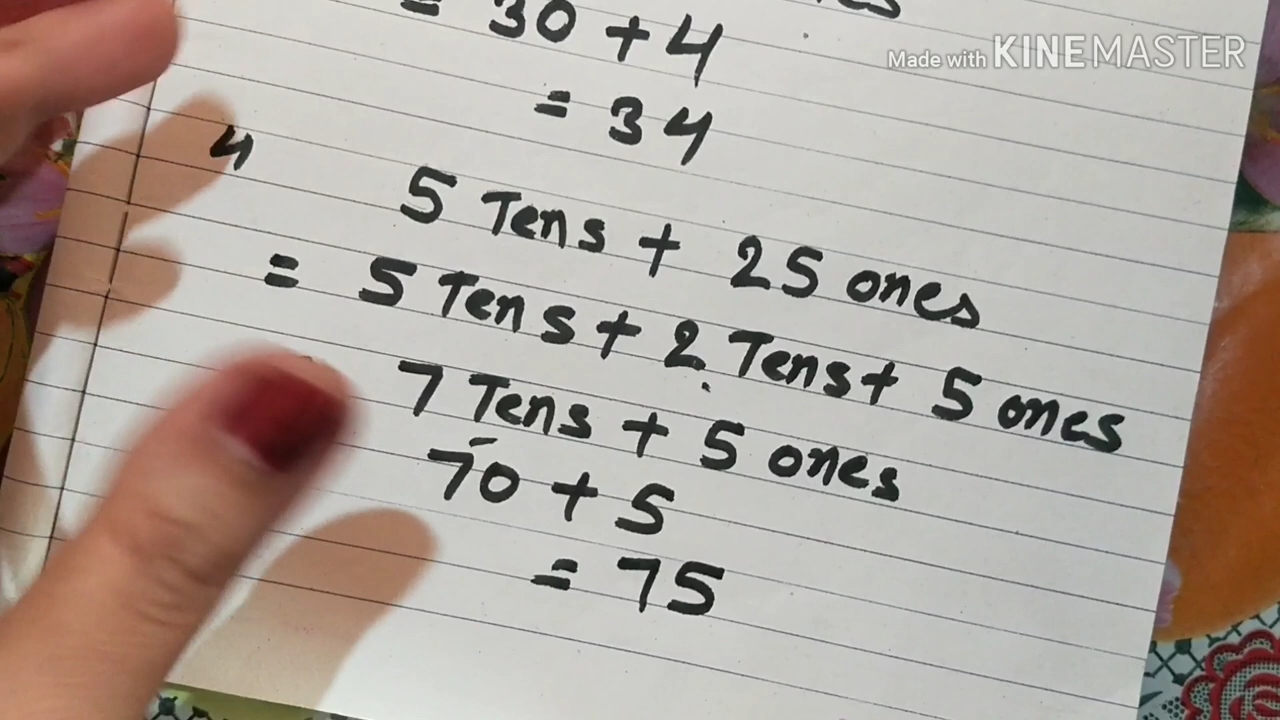 = 30 + 4
Made with KINEMASTER
= 34
4
5 Tens + 25 ones
= 5 Tens + 2 Tens + 5 ones
7 Tens + 5 ones
70 + 5
= 75